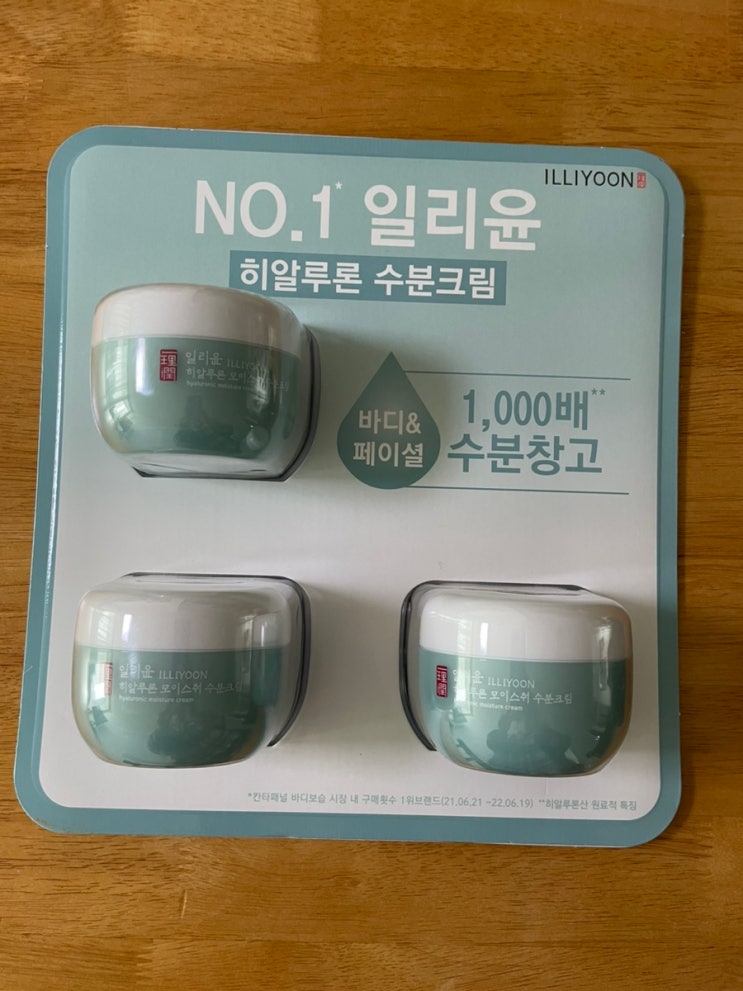 ILLIYOON
NO.1* 일리윤
히알루론 수분크림
일리윤 ILLIYOON
히알루론 모이스쳐 수분크림
hyaluronic moisture cream
바디&
페이셜
1,000배**
수분창고
일리윤 ILLIYOON
히알루론 모이스춰 수분크림
hyaluronic moisture cream
일리윤 ILLIYOON
히알루론 모이스춰 수분크림
hyaluronic moisture cream
*칸타패널 바디보습 시장 내 구매횟수 1위브랜드(21.06.21 ~22.06.19) **히알루론산 원료적 특징